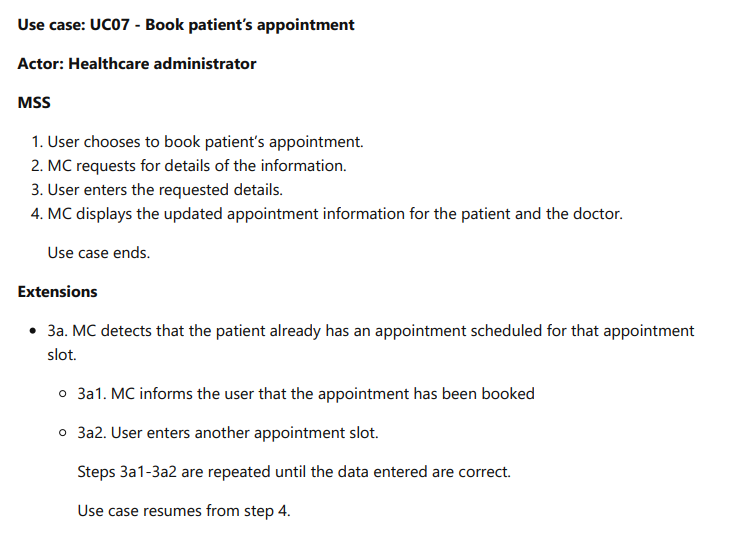 Use case: UC07 - Book patient’s appointment
Actor: Healthcare administrator
MSS
1. User chooses to book patient’s appointment.
2. MC requests for details of the information.
3. User enters the requested details.
4. MC displays the updated appointment information for the patient and the doctor.
Use case ends.
Extensions
• 3a. MC detects that the patient already has an appointment scheduled for that appointment
slot.
◦ 3a1. MC informs the user that the appointment has been booked
◦ 3a2. User enters another appointment slot.
Steps 3a1-3a2 are repeated until the data entered are correct.
Use case resumes from step 4.